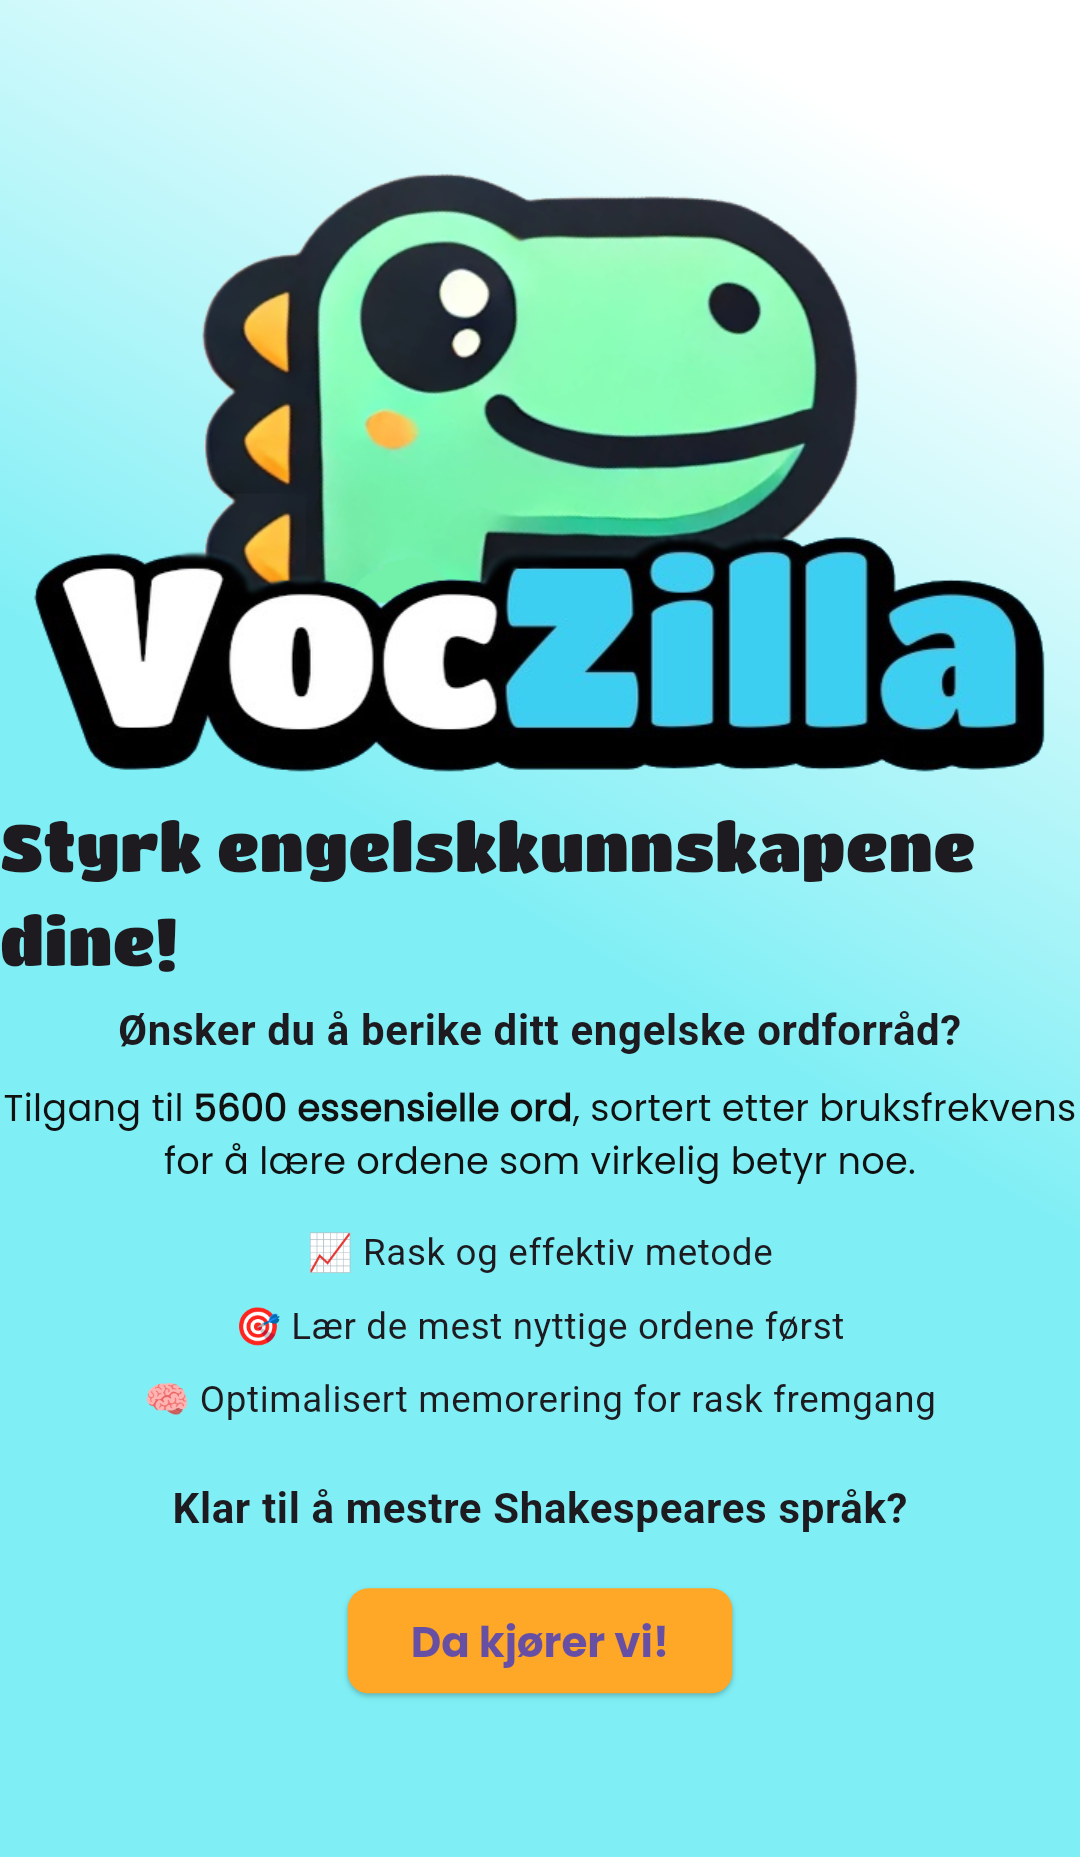 VocZilla
Styrk engelskkunnskapene
dine!
Ønsker du å berike ditt engelske ordforråd?
Tilgang til 5600 essensielle ord, sortert etter bruksfrekvens
for å lære ordene som virkelig betyr noe.
📈 Rask og effektiv metode
🎯 Lær de mest nyttige ordene først
🧠 Optimalisert memorering for rask fremgang
Klar til å mestre Shakespeares språk?
Da kjører vi!